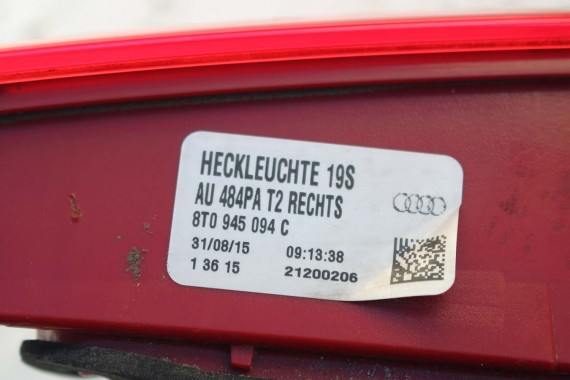 HECKLEUCHTE 19S
AU 484PA T2 RECHTS
8T0 945 094 C
31/08/15 09:13:38
1 36 15 21200206